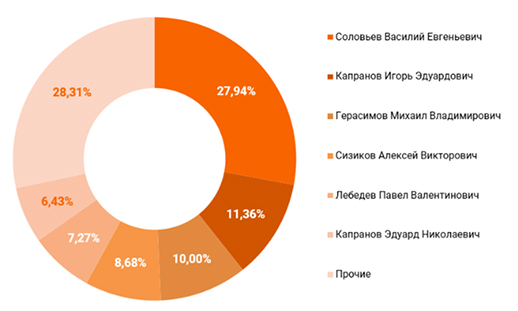 28,31%
27,94%
6,43%
11,36%
7,27%
8,68%
10,00%
Соловьев Василий Евгеньевич
Капранов Игорь Эдуардович
Герасимов Михаил Владимирович
Сизиков Алексей Викторович
Лебедев Павел Валентинович
Капранов Эдуард Николаевич
Прочие